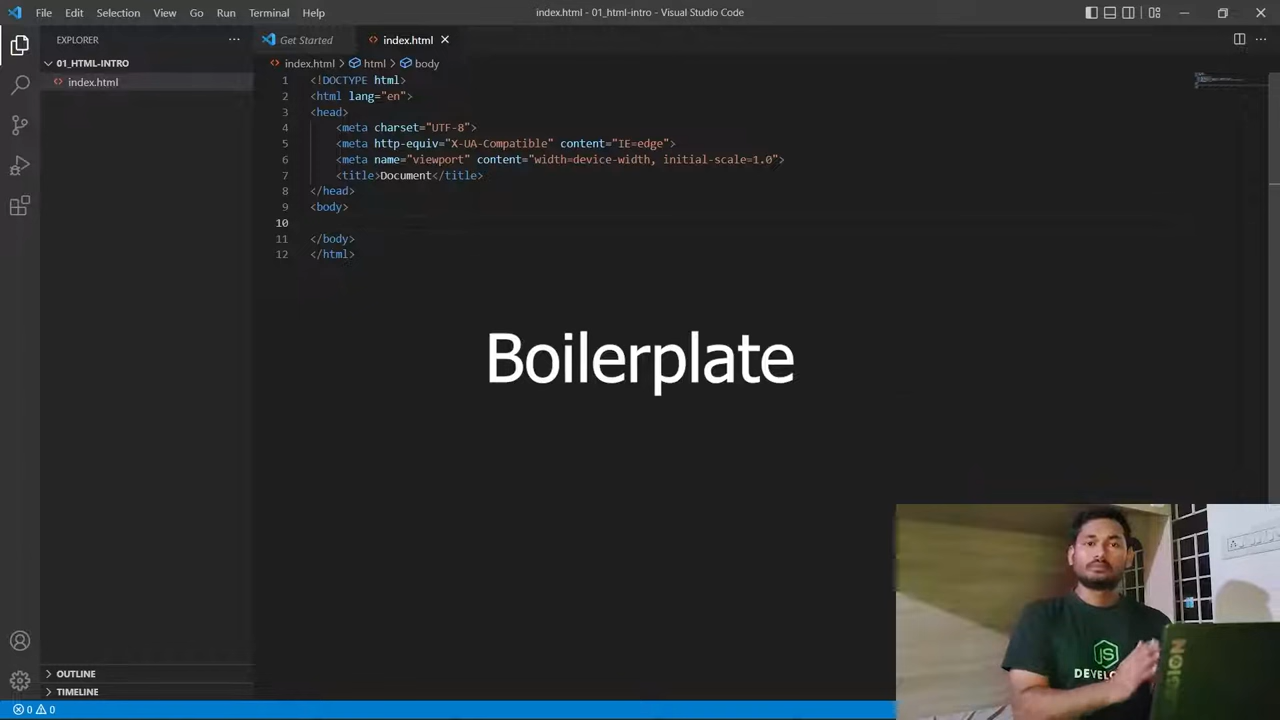 File Edit Selection View Go Run Terminal Help
index.html - 01_html-intro - Visual Studio Code
EXPLORER
Get Started
index.html
01_HTML-INTRO
index.html
index.html > html > body
1 <!DOCTYPE html>
2 <html lang="en">
3 <head>
4 <meta charset="UTF-8">
5 <meta http-equiv="X-UA-Compatible" content="IE=edge">
6 <meta name="viewport" content="width=device-width, initial-scale=1.0">
7 <title>Document</title>
8 </head>
9 <body>
10
11 </body>
12 </html>
Boilerplate
JS
OUTLINE
TIMELINE
0 0